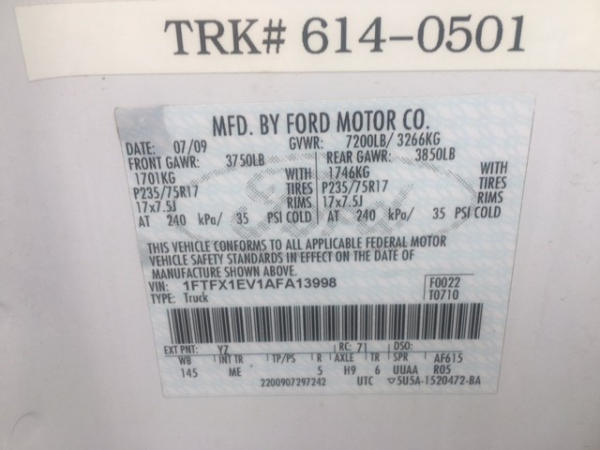 TRK# 614-0501
MFD. BY FORD MOTOR CO.
DATE: 07/09 GVWR: 7200LB/ 3266KG
FRONT GAWR: 3750LB REAR GAWR: 3850LB
1701KG WITH 1746KG WITH
P235/75R17 TIRES P235/75R17 TIRES
17x7.5J RIMS 17x7.5J RIMS
AT 240 kPa/ 35 PSI COLD AT 240 kPa/ 35 PSI COLD
Ford
THIS VEHICLE CONFORMS TO ALL APPLICABLE FEDERAL MOTOR
VEHICLE SAFETY STANDARDS IN EFFECT ON THE DATE OF
MANUFACTURE SHOWN ABOVE.
VIN: 1FTFX1EV1AFA13998 F0022
TYPE: Truck T0710
EXT PNT: YZ RC: 71 DSO:
WB INT TR TP/PS R AXLE TR SPR AF615
145 ME 5 H9 6 UUAA R05
2200907297242 UTC ▽5U5A-1520472-BA